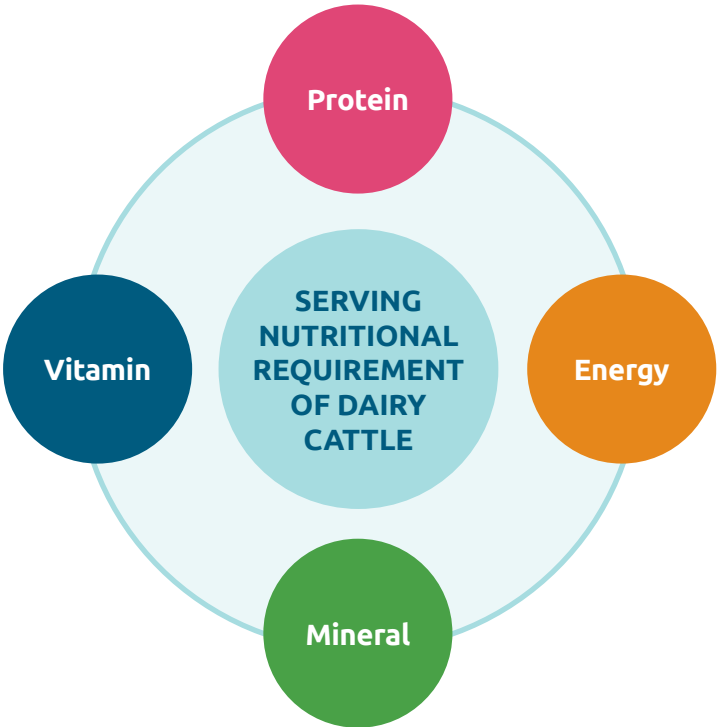 Protein
SERVING
NUTRITIONAL
REQUIREMENT
OF DAIRY
CATTLE
Vitamin
Energy
Mineral